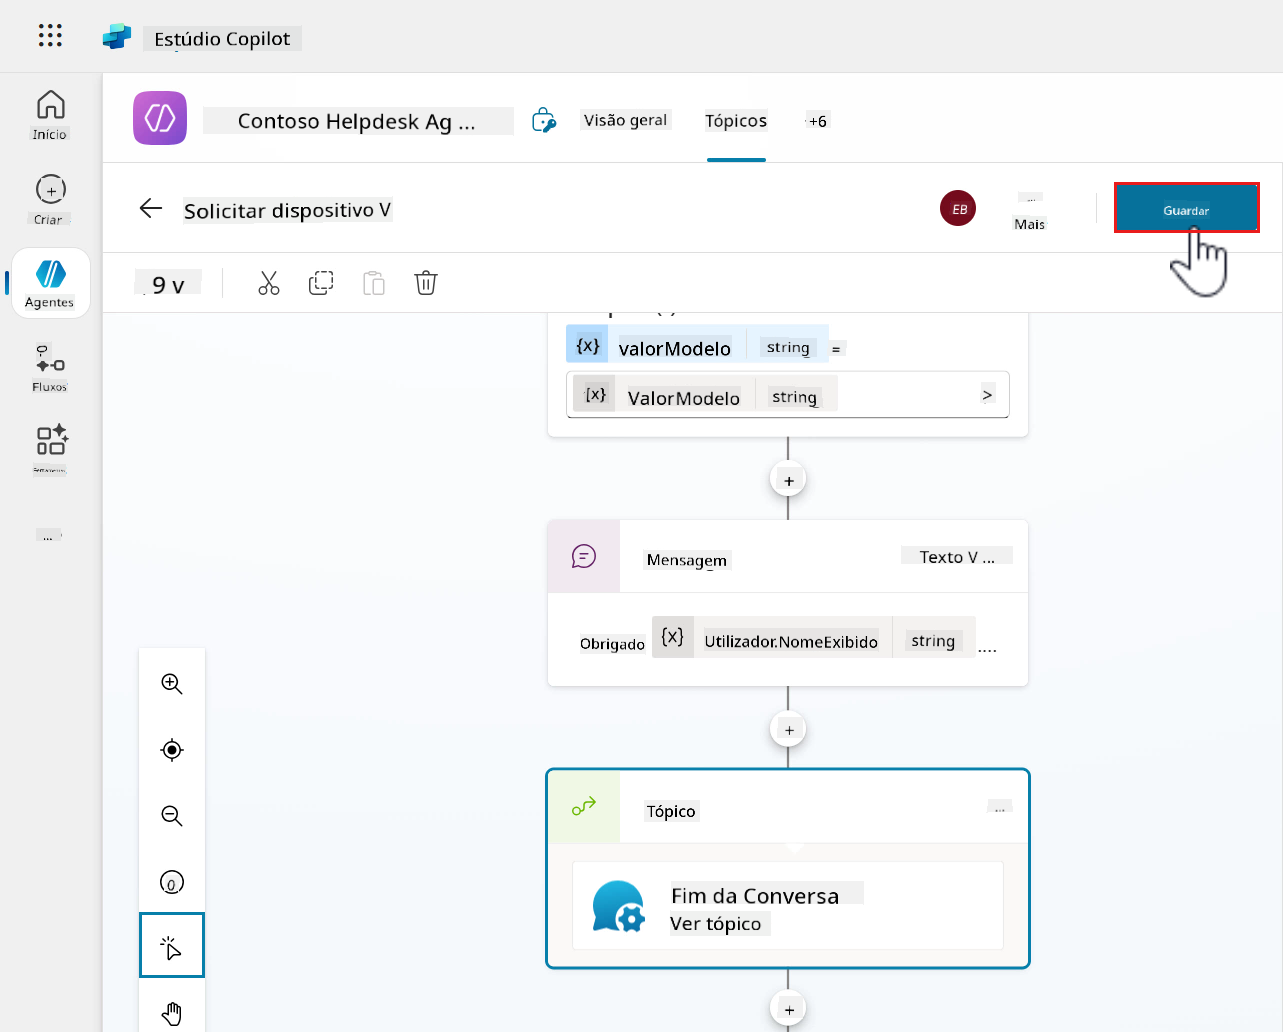 Estúdio Copilot
Início
Criar
Agentes
Fluxos
...
Contoso Helpdesk Ag ...
Visão geral
Tópicos
+6
Solicitar dispositivo V
EB
...
Mais
Guardar
9 v
{x} valorModelo string =
{x} ValorModelo string >
+
Mensagem
Texto V ...
Obrigado {x} Utilizador.NomeExibido string ....
+
Tópico
...
Fim da Conversa
Ver tópico
+